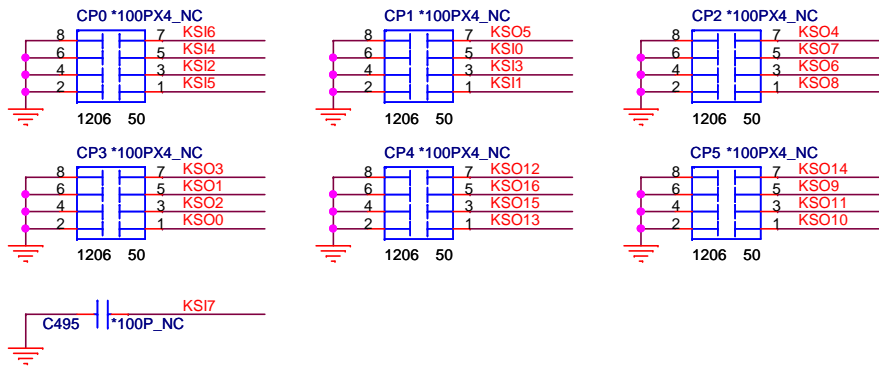 CP0 *100PX4_NC
8 7 KSI6
6 5 KSI4
4 3 KSI2
2 1 KSI5
1206 50
CP1 *100PX4_NC
8 7 KSO5
6 5 KSI0
4 3 KSI3
2 1 KSI1
1206 50
CP2 *100PX4_NC
8 7 KSO4
6 5 KSO7
4 3 KSO6
2 1 KSO8
1206 50
CP3 *100PX4_NC
8 7 KSO3
6 5 KSO1
4 3 KSO2
2 1 KSO0
1206 50
CP4 *100PX4_NC
8 7 KSO12
6 5 KSO16
4 3 KSO15
2 1 KSO13
1206 50
CP5 *100PX4_NC
8 7 KSO14
6 5 KSO9
4 3 KSO11
2 1 KSO10
1206 50
KSI7
C495 *100P_NC